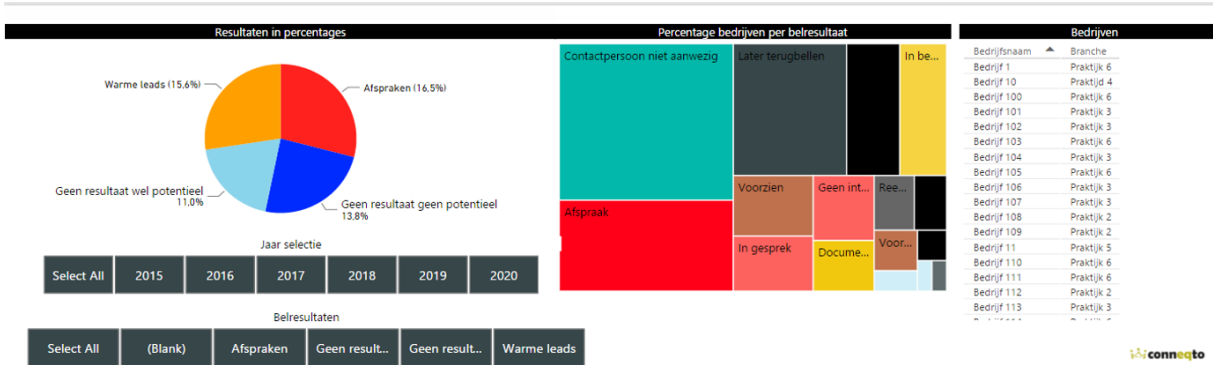 Resultaten in percentages
Warme leads (15,6%)
Afspraken (16,5%)
Geen resultaat wel potentieel
11,0%
Geen resultaat geen potentieel
13,8%
Jaar selectie
Select All
2015
2016
2017
2018
2019
2020
Belresultaten
Select All
(Blank)
Afspraken
Geen result...
Geen result...
Warme leads
Percentage bedrijven per belresultaat
Contactpersoon niet aanwezig
Later terugbellen
In be...
Afspraak
Voorzien
Geen int...
Ree...
In gesprek
Docume...
Voor...
Bedrijven
Bedrijfsnaam Branche
Bedrijf 1 Praktijk 6
Bedrijf 10 Praktijd 4
Bedrijf 100 Praktijk 6
Bedrijf 101 Praktijk 3
Bedrijf 102 Praktijk 3
Bedrijf 103 Praktijk 6
Bedrijf 104 Praktijk 3
Bedrijf 105 Praktijk 6
Bedrijf 106 Praktijk 3
Bedrijf 107 Praktijk 3
Bedrijf 108 Praktijk 2
Bedrijf 109 Praktijk 2
Bedrijf 11 Praktijk 5
Bedrijf 110 Praktijk 6
Bedrijf 111 Praktijk 6
Bedrijf 112 Praktijk 2
Bedrijf 113 Praktijk 3
conneqto